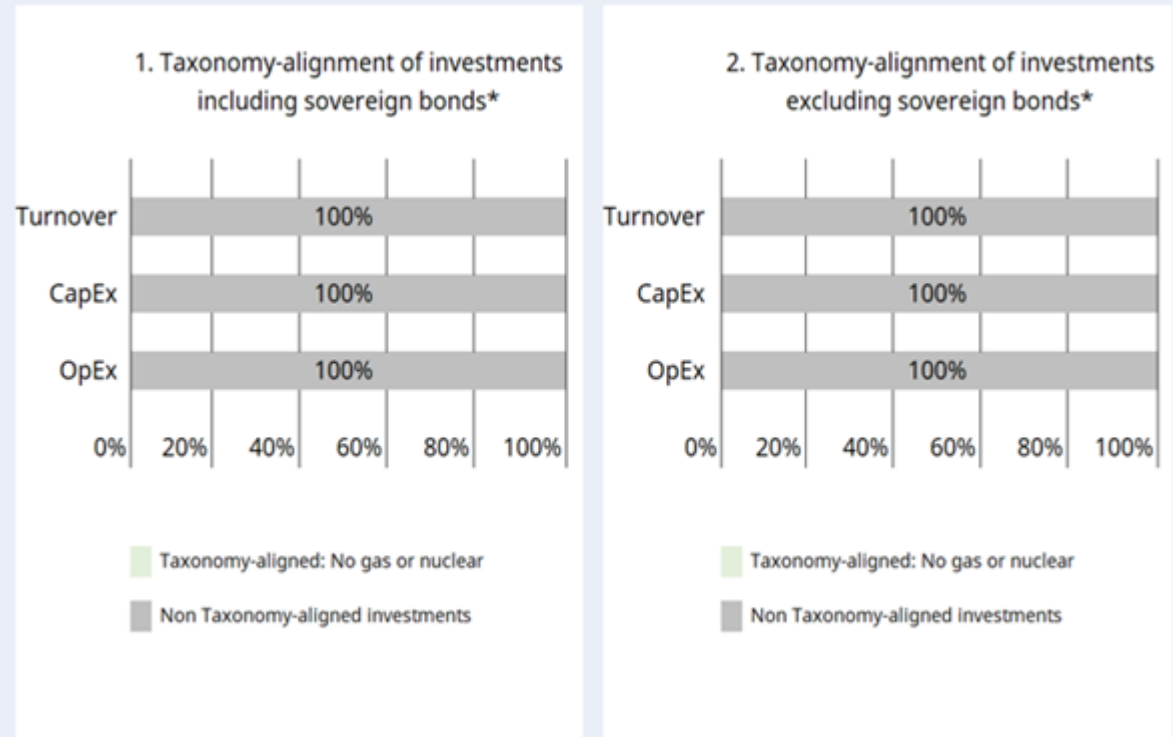 1. Taxonomy-alignment of investments
including sovereign bonds*
Turnover 100%
CapEx 100%
OpEx 100%
0% 20% 40% 60% 80% 100%
Taxonomy-aligned: No gas or nuclear
Non Taxonomy-aligned investments
2. Taxonomy-alignment of investments
excluding sovereign bonds*
Turnover 100%
CapEx 100%
OpEx 100%
0% 20% 40% 60% 80% 100%
Taxonomy-aligned: No gas or nuclear
Non Taxonomy-aligned investments